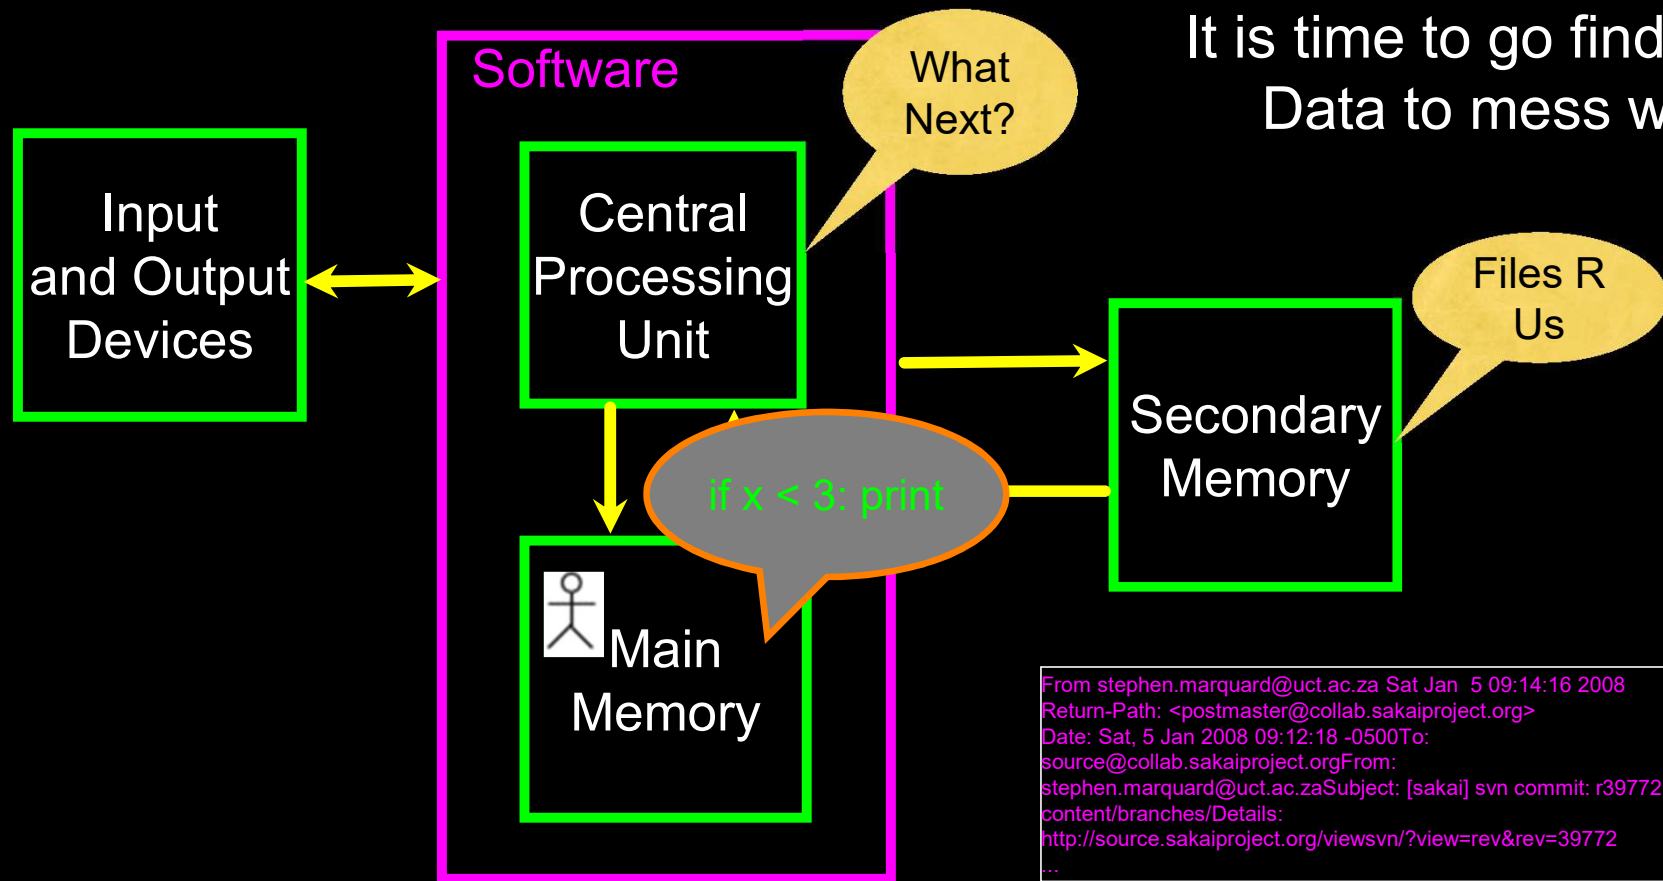 It is time to go find
Data to mess w
Software
What
Next?
Input
and Output
Devices
Central
Processing
Unit
Files R
Us
if x < 3: print
Secondary
Memory
Main
Memory
From stephen.marquard@uct.ac.za Sat Jan  5 09:14:16 2008
Return-Path: <postmaster@collab.sakaiproject.org>
Date: Sat, 5 Jan 2008 09:12:18 -0500To:
source@collab.sakaiproject.orgFrom:
stephen.marquard@uct.ac.zaSubject: [sakai] svn commit: r39772
content/branches/Details:
http://source.sakaiproject.org/viewsvn/?view=rev&rev=39772
...